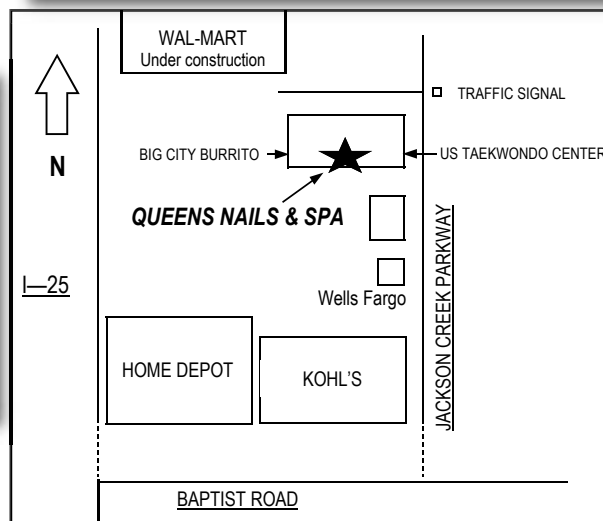 WAL-MART
Under construction
TRAFFIC SIGNAL
BIG CITY BURRITO
US TAEKWONDO CENTER
N
QUEENS NAILS & SPA
I—25
Wells Fargo
JACKSON CREEK PARKWAY
HOME DEPOT
KOHL'S
BAPTIST ROAD